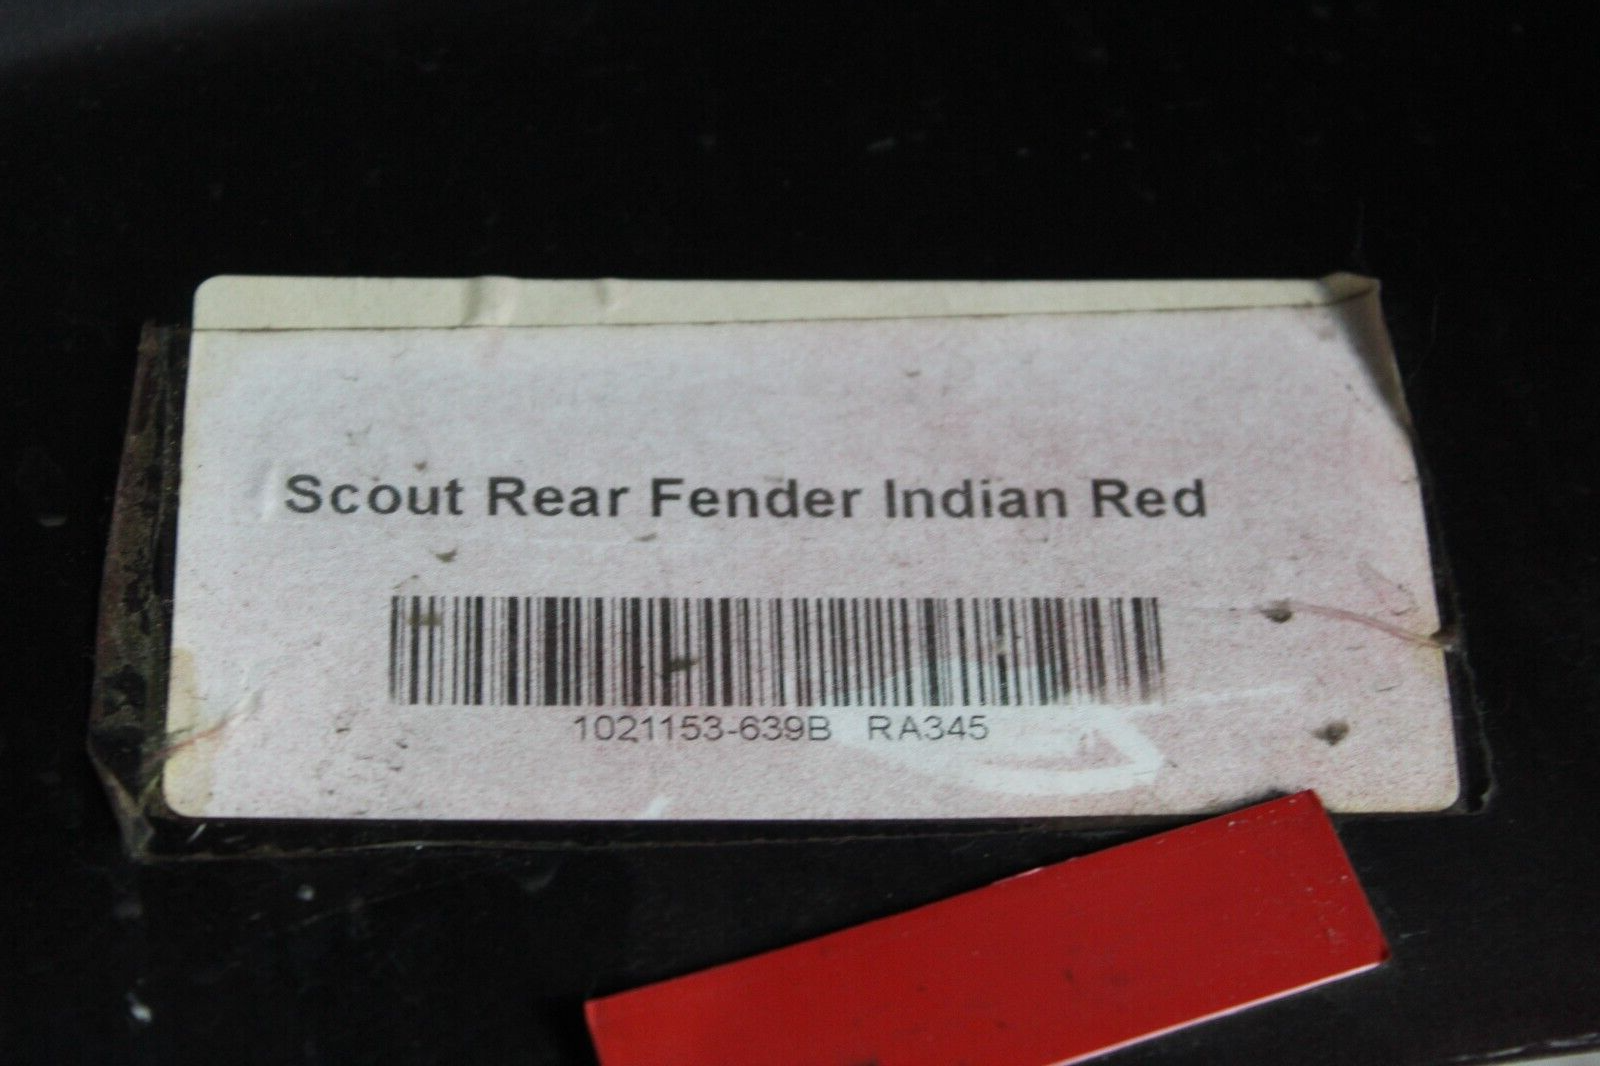 Scout Rear Fender Indian Red
1021153-639B RA345